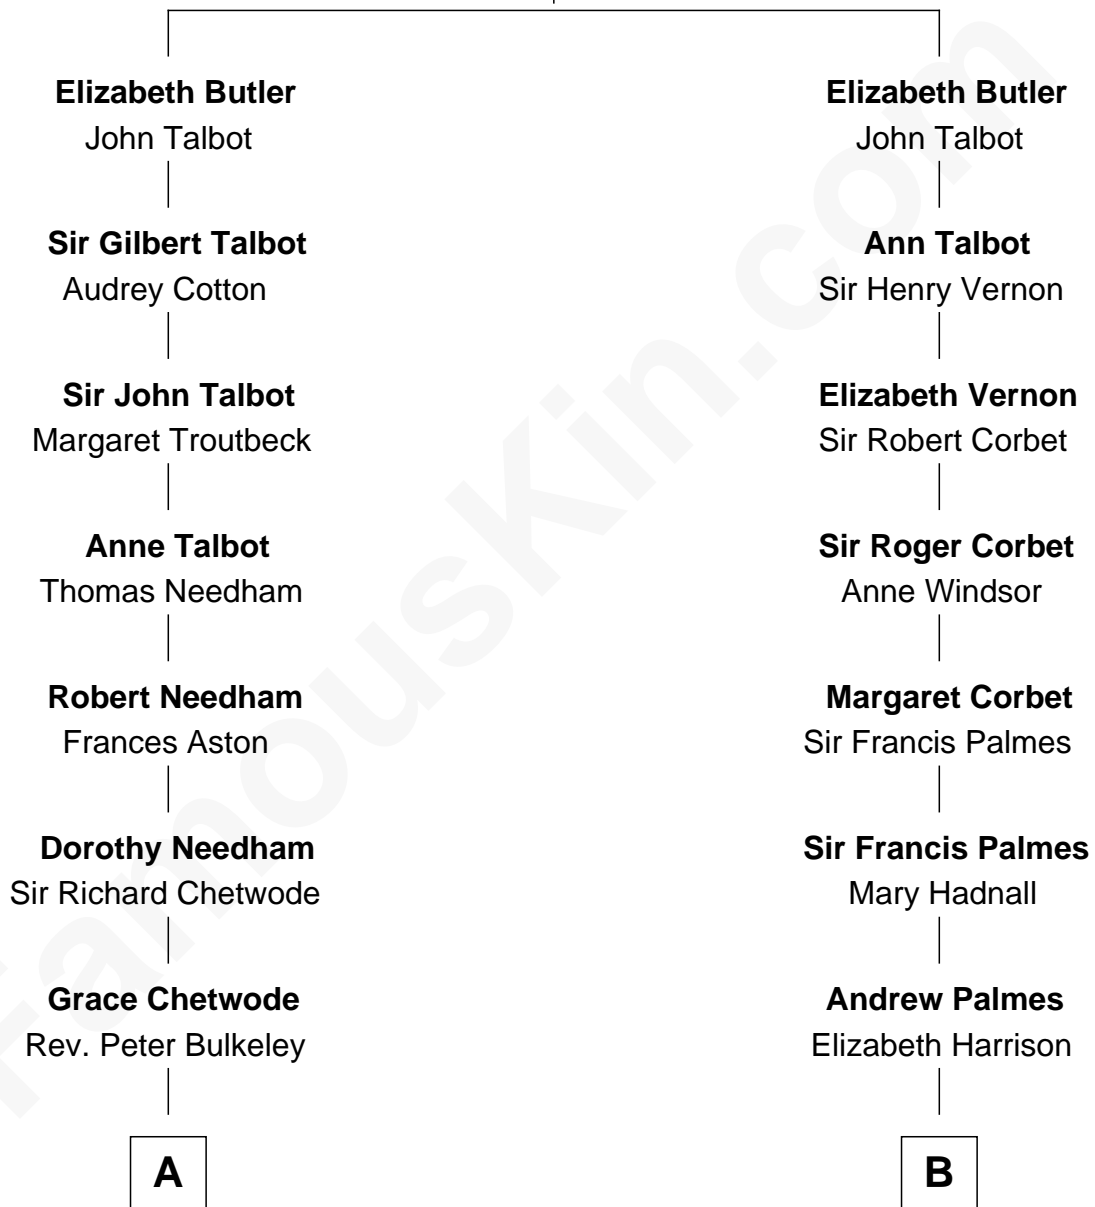 Elizabeth Butler
John Talbot
Sir Gilbert Talbot
Audrey Cotton
Sir John Talbot
Margaret Troutbeck
Anne Talbot
Thomas Needham
Robert Needham
Frances Aston
Dorothy Needham
Sir Richard Chetwode
Grace Chetwode
Rev. Peter Bulkeley
A
Elizabeth Butler
John Talbot
Ann Talbot
Sir Henry Vernon
Elizabeth Vernon
Sir Robert Corbet
Sir Roger Corbet
Anne Windsor
Margaret Corbet
Sir Francis Palmes
Sir Francis Palmes
Mary Hadnall
Andrew Palmes
Elizabeth Harrison
B
FamousKin.com